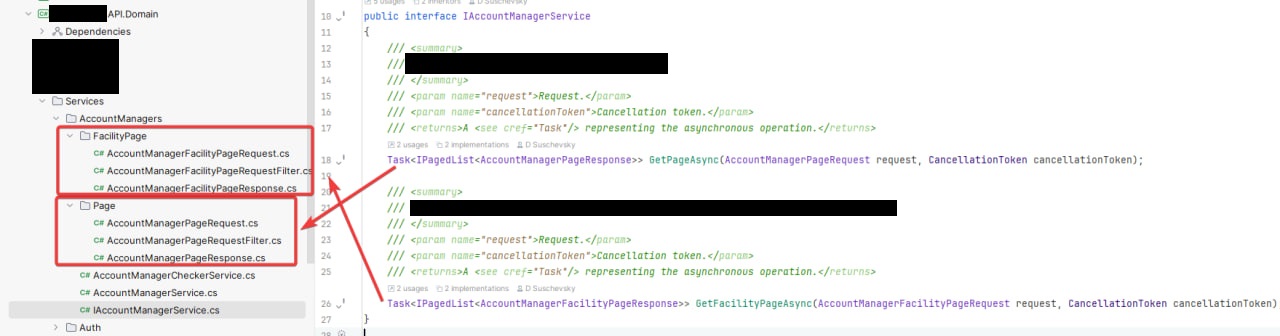 API.Domain
Dependencies
Services
AccountManagers
FacilityPage
AccountManagerFacilityPageRequest.cs
AccountManagerFacilityPageRequestFilter.cs
AccountManagerFacilityPageResponse.cs
Page
AccountManagerPageRequest.cs
AccountManagerPageRequestFilter.cs
AccountManagerPageResponse.cs
AccountManagerCheckerService.cs
AccountManagerService.cs
IAccountManagerService.cs
Auth
5 usages 2 inheritors D Suschevsky
10 public interface IAccountManagerService
11 {
12 /// <summary>
13 ///
14 /// </summary>
15 /// <param name="request">Request.</param>
16 /// <param name="cancellationToken">Cancellation token.</param>
17 /// <returns>A <see cref="Task"/> representing the asynchronous operation.</returns>
2 usages 2 implementations D Suschevsky
18 Task<IPagedList<AccountManagerPageResponse>> GetPageAsync(AccountManagerPageRequest request, CancellationToken cancellationToken);
19
20 /// <summary>
21 ///
22 /// </summary>
23 /// <param name="request">Request.</param>
24 /// <param name="cancellationToken">Cancellation token.</param>
25 /// <returns>A <see cref="Task"/> representing the asynchronous operation.</returns>
2 usages 2 implementations D Suschevsky
26 Task<IPagedList<AccountManagerFacilityPageResponse>> GetFacilityPageAsync(AccountManagerFacilityPageRequest request, CancellationToken cancellationToken)
27 }
28